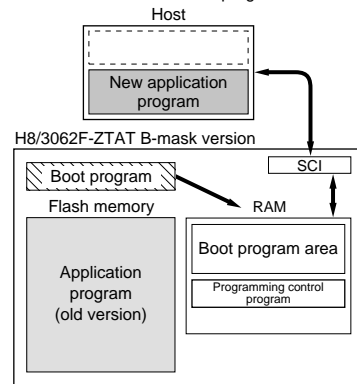 Host
New application
program
H8/3062F-ZTAT B-mask version
SCI
Boot program
Flash memory
RAM
Boot program area
Application
program
(old version)
Programming control
program